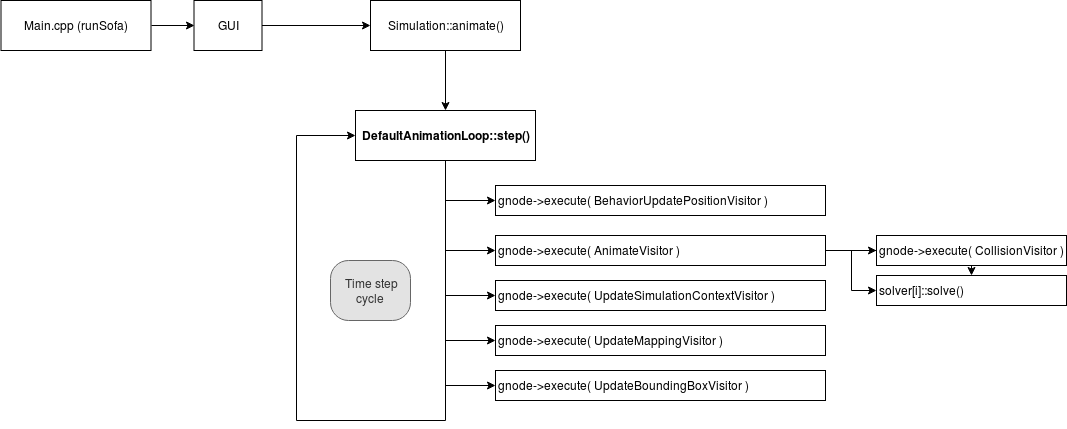 Main.cpp (runSofa)
GUI
Simulation::animate()
DefaultAnimationLoop::step()
gnode->execute( BehaviorUpdatePositionVisitor )
gnode->execute( AnimateVisitor )
gnode->execute( CollisionVisitor )
solver[i]::solve()
Time step
cycle
gnode->execute( UpdateSimulationContextVisitor )
gnode->execute( UpdateMappingVisitor )
gnode->execute( UpdateBoundingBoxVisitor )